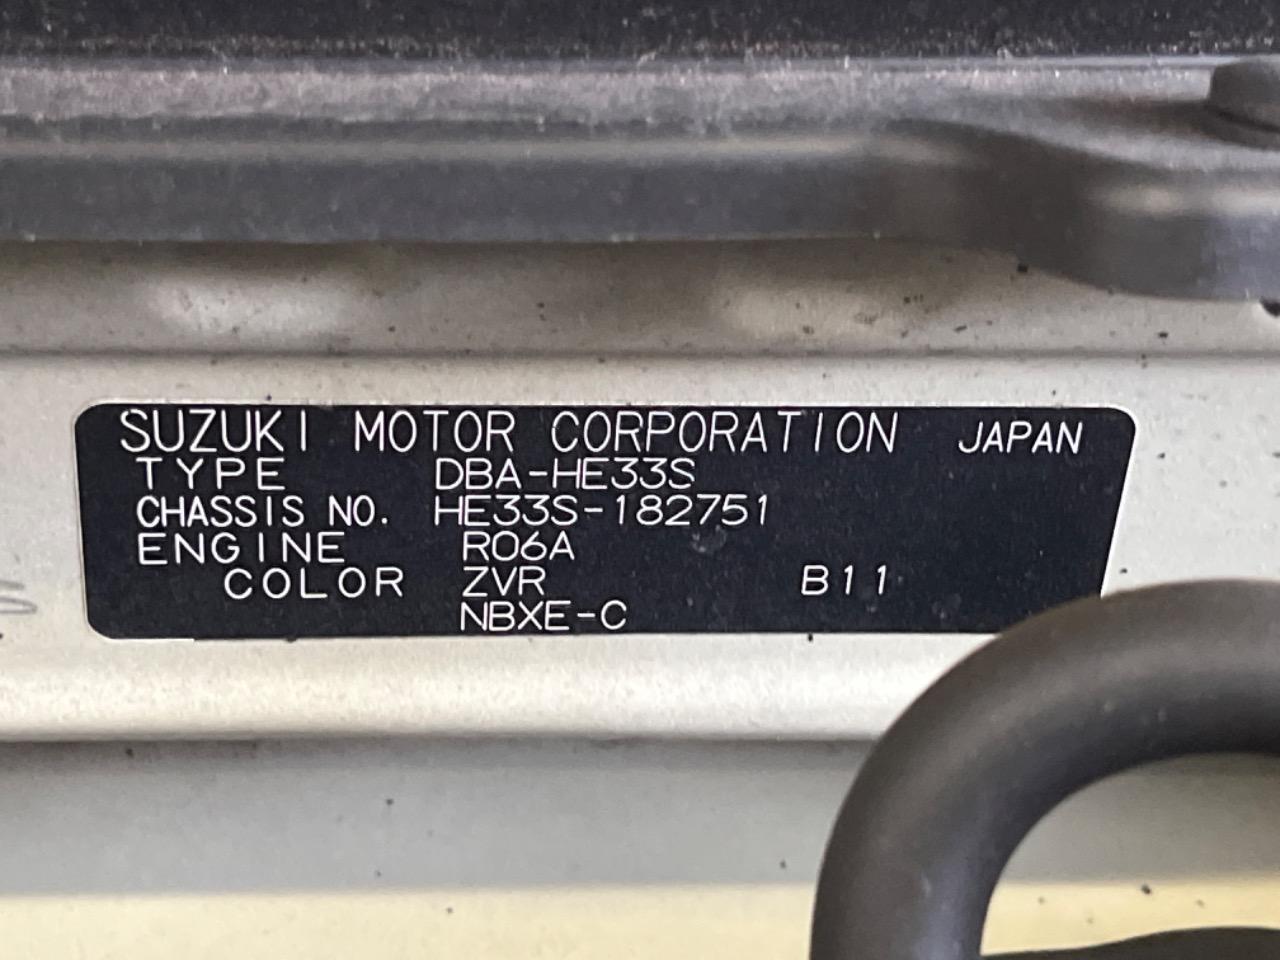 SUZUKI MOTOR CORPORATION JAPAN
TYPE DBA-HE33S
CHASSIS NO. HE33S-182751
ENGINE R06A
COLOR ZVR B11
NBXE-C